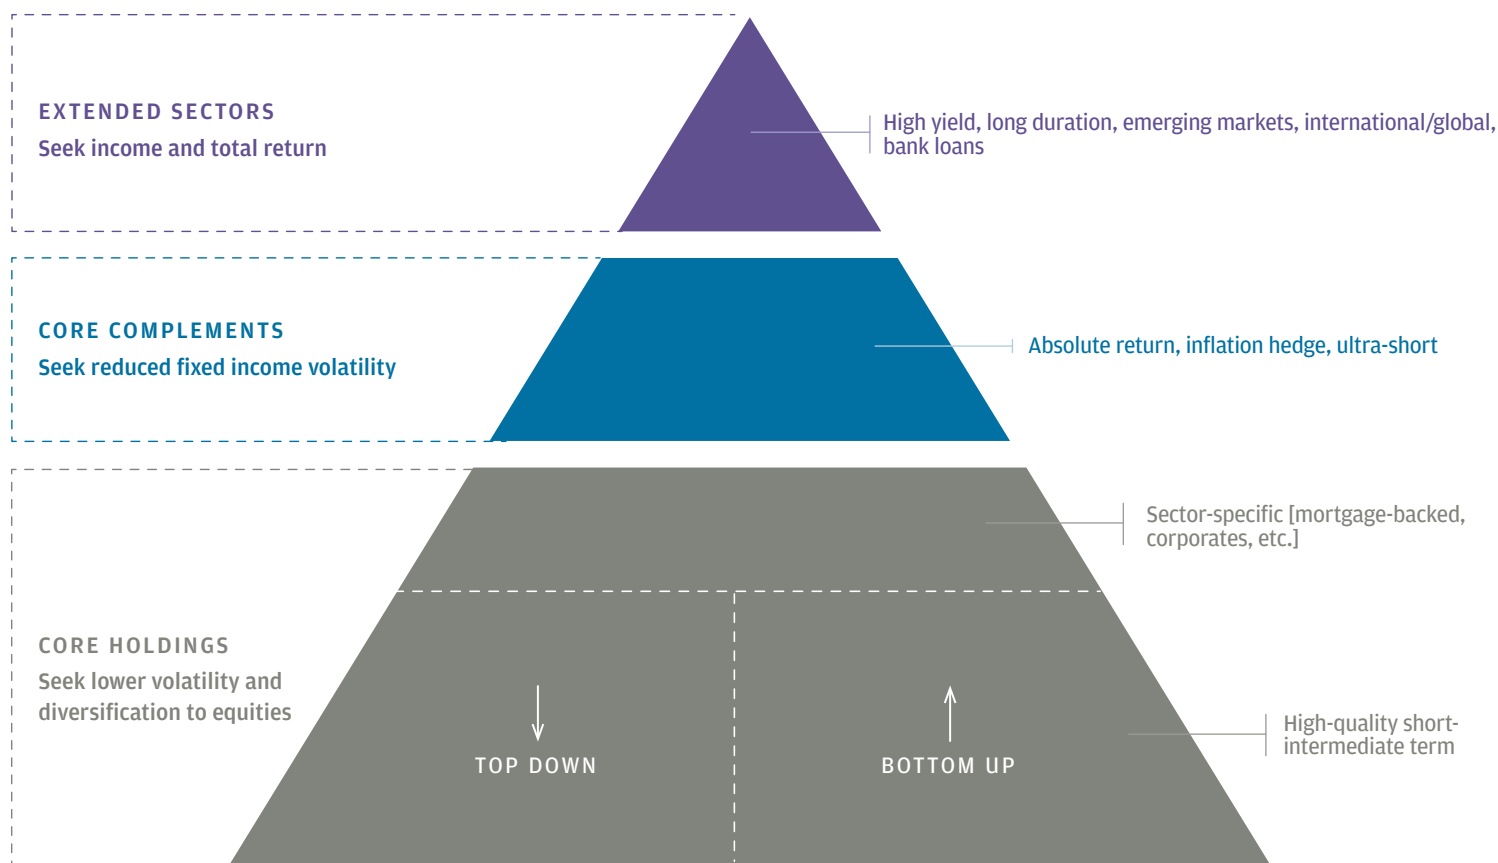 EXTENDED SECTORS
Seek income and total return
High yield, long duration, emerging markets, international/global,
bank loans
CORE COMPLEMENTS
Seek reduced fixed income volatility
Absolute return, inflation hedge, ultra-short
Sector-specific [mortgage-backed,
corporates, etc.]
CORE HOLDINGS
Seek lower volatility and
diversification to equities
TOP DOWN
BOTTOM UP
High-quality short-
intermediate term